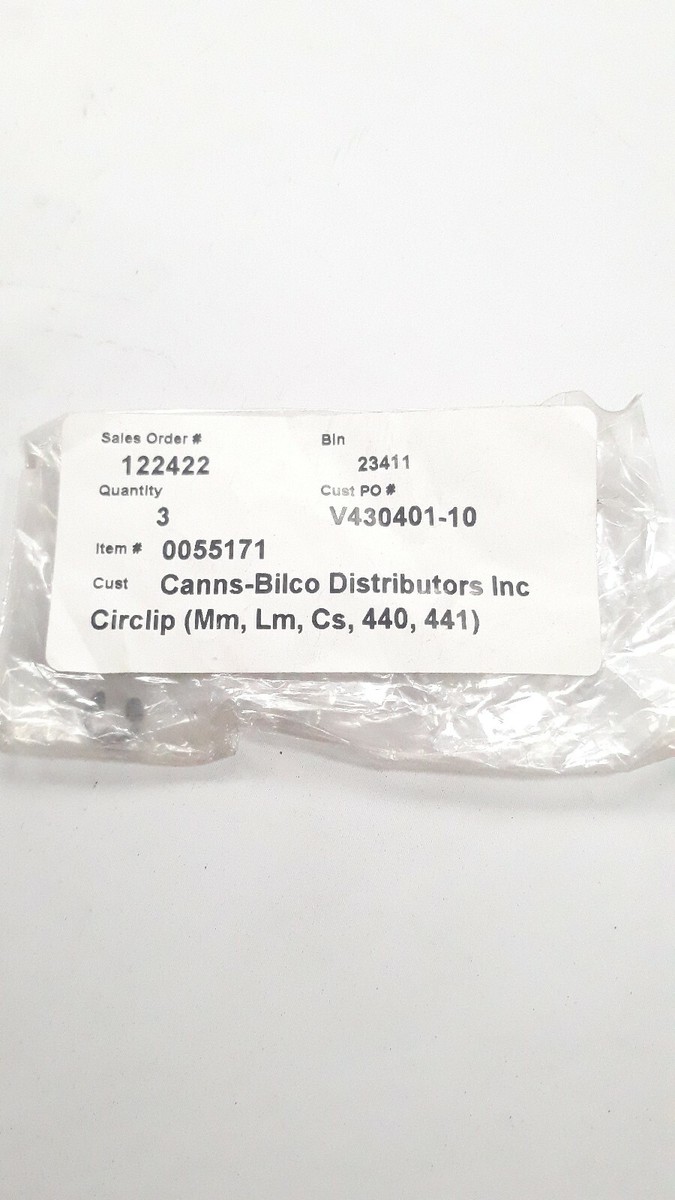 Sales Order #    Bin
122422    23411
Quantity    Cust PO #
3    V430401-10
Item # 0055171
Cust Canns-Bilco Distributors Inc
Circlip (Mm, Lm, Cs, 440, 441)